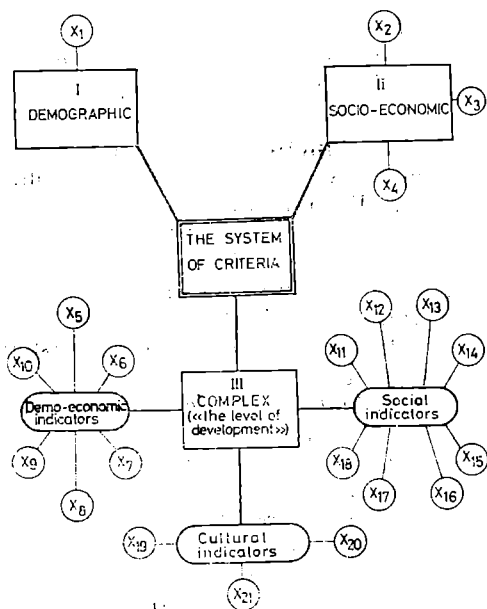 X1
X2
I
DEMOGRAPHIC
II
SOCIO-ECONOMIC
X3
X4
THE SYSTEM
OF CRITERIA
X5
X12
X13
X10
X6
X11
X14
III
COMPLEX
(«The level of
development»)
Demo-economic
indicators
Social
indicators
X9
X7
X18
X15
X8
X17
X16
X19
Cultural
indicators
X20
X21